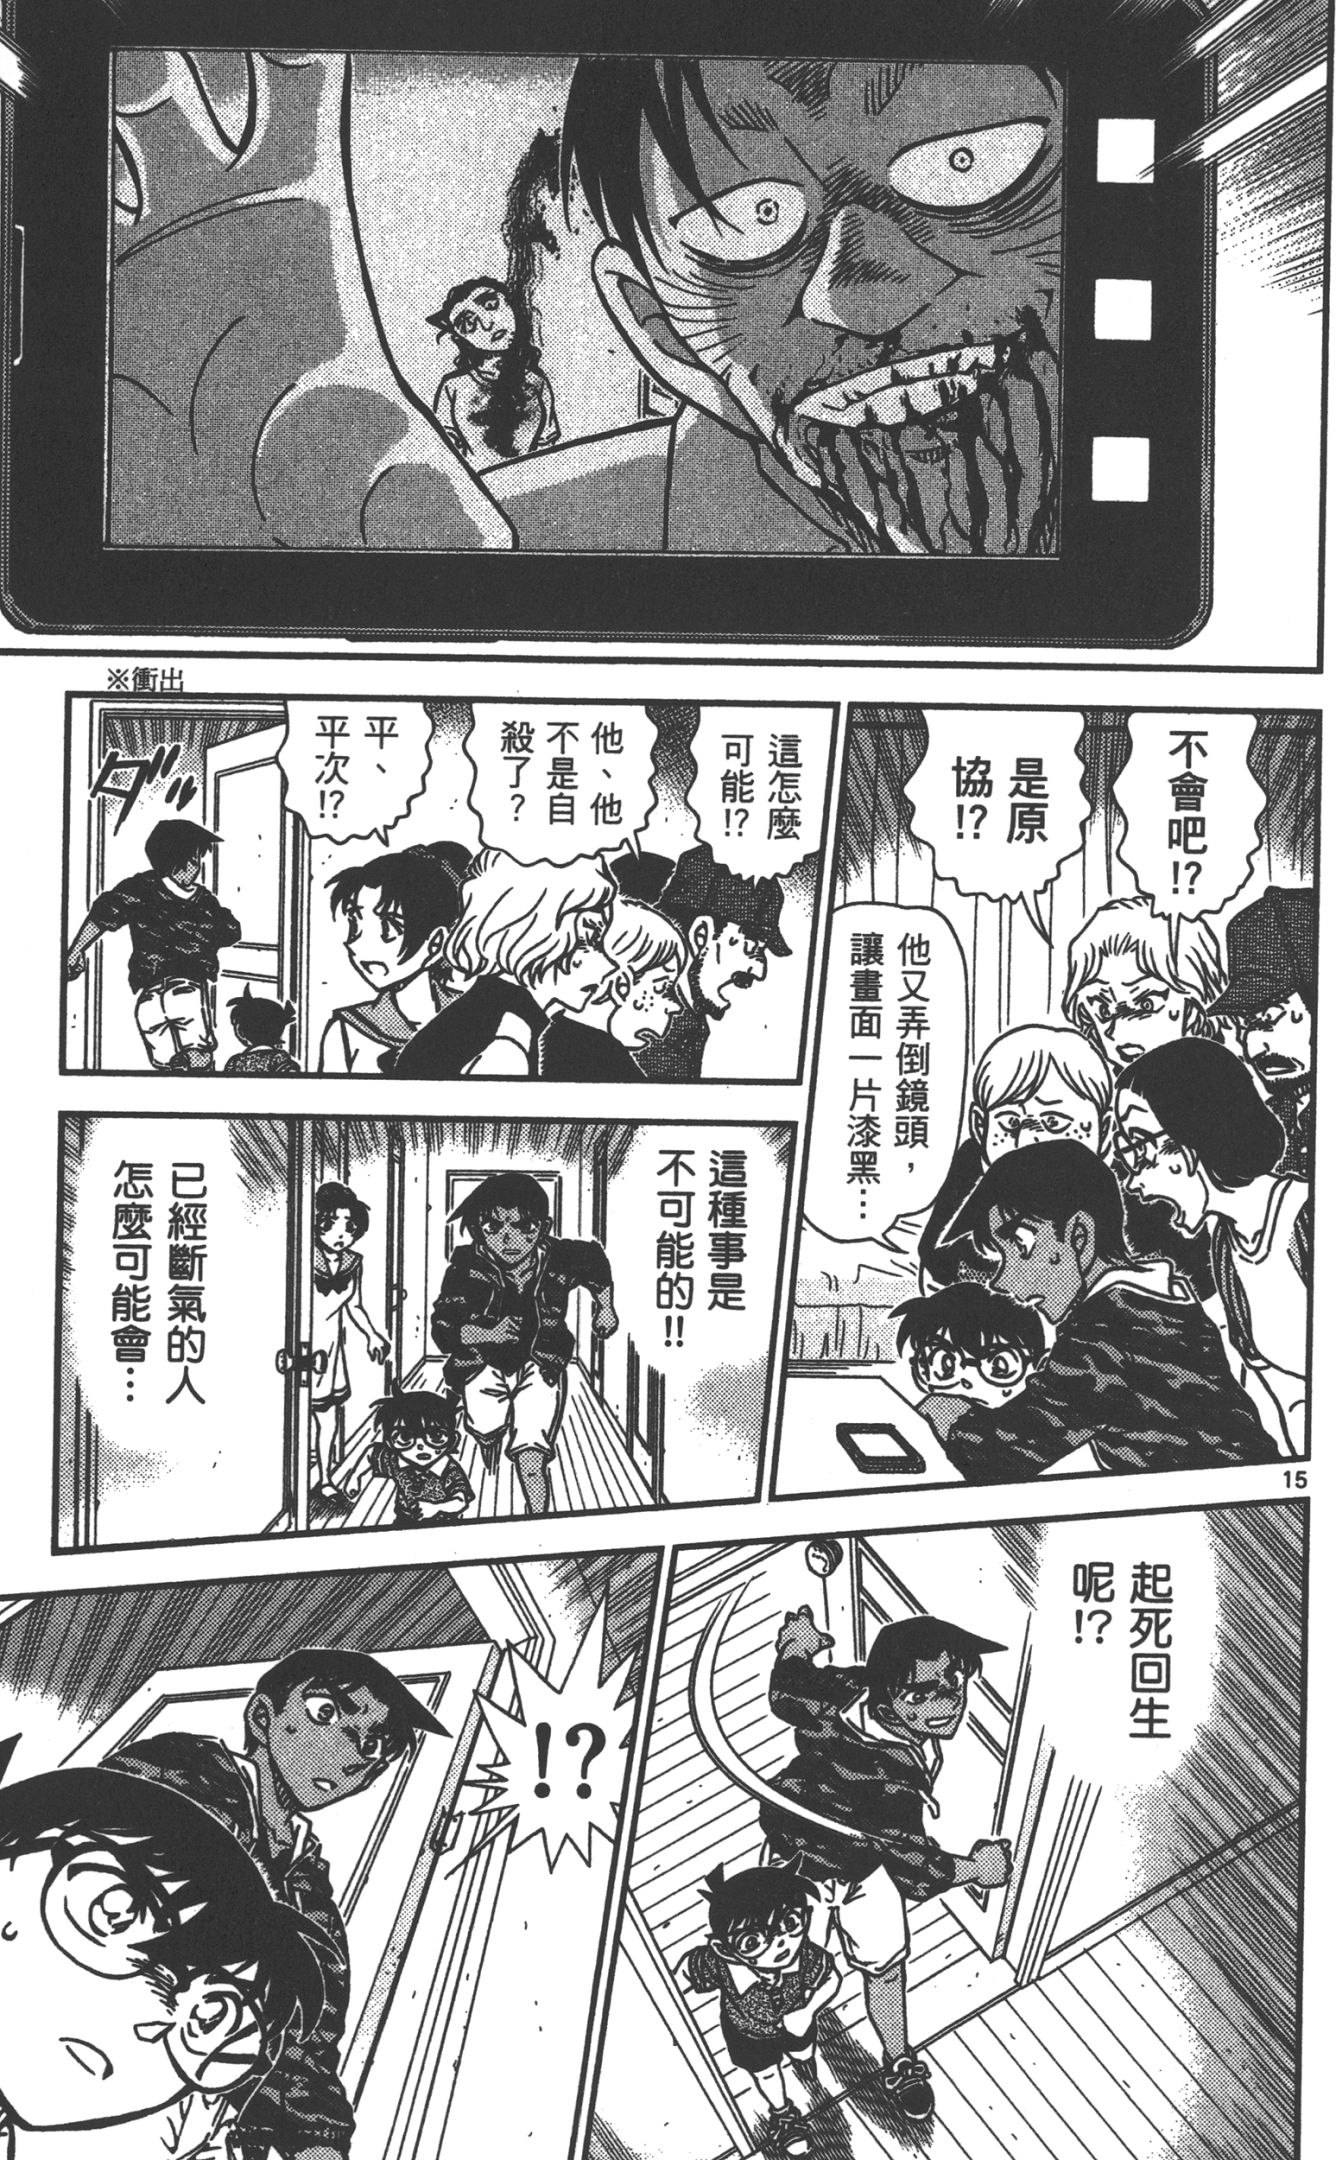 不會吧!?
是原
協!?
他又弄倒鏡頭，
讓畫面一片漆黑…
這怎麼
可能!?
他、他
不是自
殺了？
平、
平次!?
※衝出
ダッ
這種事是
不可能的!!
已經斷氣的人
怎麼可能會…
15
起死回生
呢!?
!?